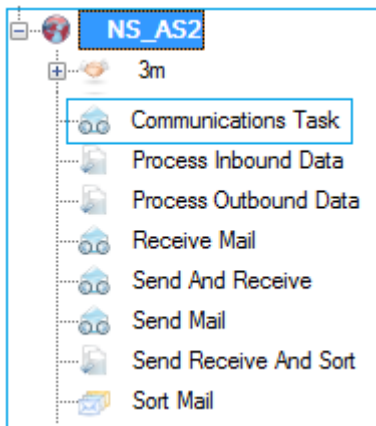 NS_AS2
3m
Communications Task
Process Inbound Data
Process Outbound Data
Receive Mail
Send And Receive
Send Mail
Send Receive And Sort
Sort Mail